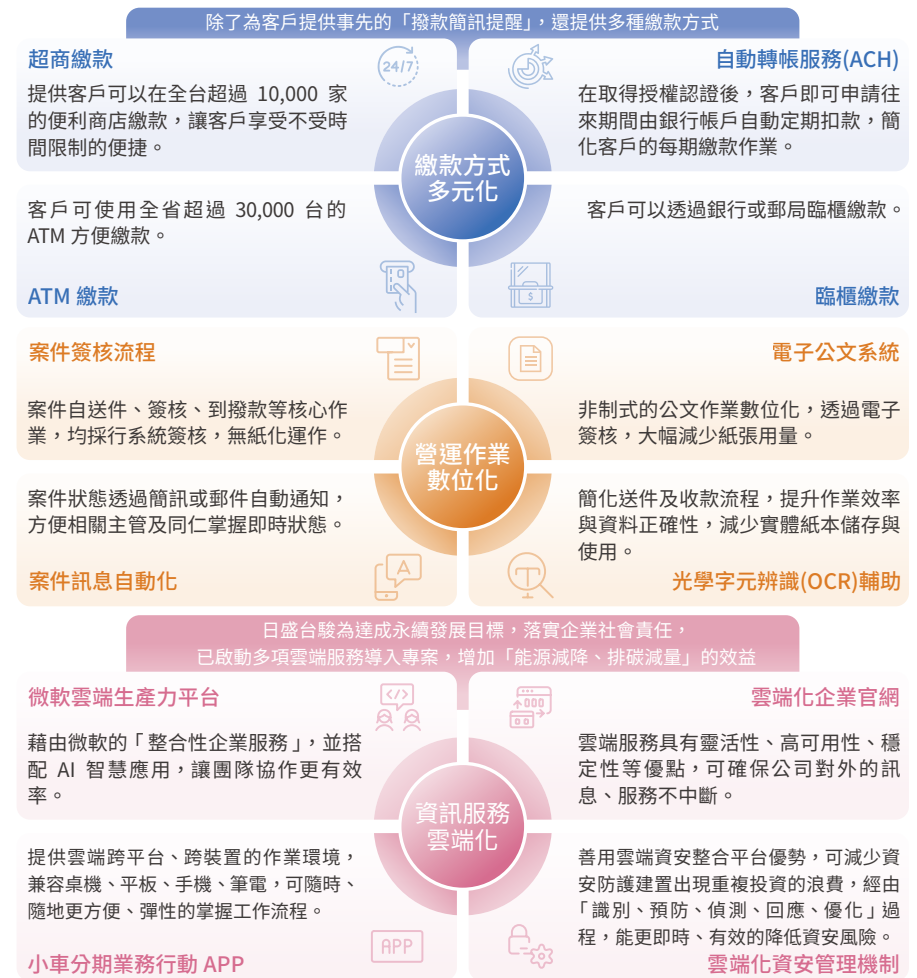 除了為客戶提供事先的「撥款簡訊提醒」，還提供多種繳款方式
超商繳款
提供客戶可以在全台超過 10,000 家
的便利商店繳款，讓客戶享受不受時
間限制的便捷。
24/7
自動轉帳服務(ACH)
在取得授權認證後，客戶即可申請往
來期間由銀行帳戶自動定期扣款，簡
化客戶的每期繳款作業。
繳款方式
多元化
客戶可使用全省超過 30,000 台的
ATM 方便繳款。
ATM 繳款
客戶可以透過銀行或郵局臨櫃繳款。
$
臨櫃繳款
案件簽核流程
案件自送件、簽核、到撥款等核心作
業，均採行系統簽核，無紙化運作。
電子公文系統
非制式的公文作業數位化，透過電子
簽核，大幅減少紙張用量。
營運作業
數位化
案件狀態透過簡訊或郵件自動通知，
方便相關主管及同仁掌握即時狀態。
案件訊息自動化
A
簡化送件及收款流程，提升作業效率
與資料正確性，減少實體紙本儲存與
使用。
T
光學字元辨識(OCR)輔助
日盛台駿為達成永續發展目標，落實企業社會責任，
已啟動多項雲端服務導入專案，增加「能源減降、排碳減量」的效益
微軟雲端生產力平台
</>
藉由微軟的「整合性企業服務」，並搭
配 AI 智慧應用，讓團隊協作更有效
率。
雲端化企業官網
雲端服務具有靈活性、高可用性、穩
定性等優點，可確保公司對外的訊
息、服務不中斷。
資訊服務
雲端化
提供雲端跨平台、跨裝置的作業環境，
兼容桌機、平板、手機、筆電，可隨時、
隨地更方便、彈性的掌握工作流程。
小車分期業務行動 APP
APP
善用雲端資安整合平台優勢，可減少資
安防護建置出現重複投資的浪費，經由
「識別、預防、偵測、回應、優化」過
程，能更即時、有效的降低資安風險。
雲端化資安管理機制